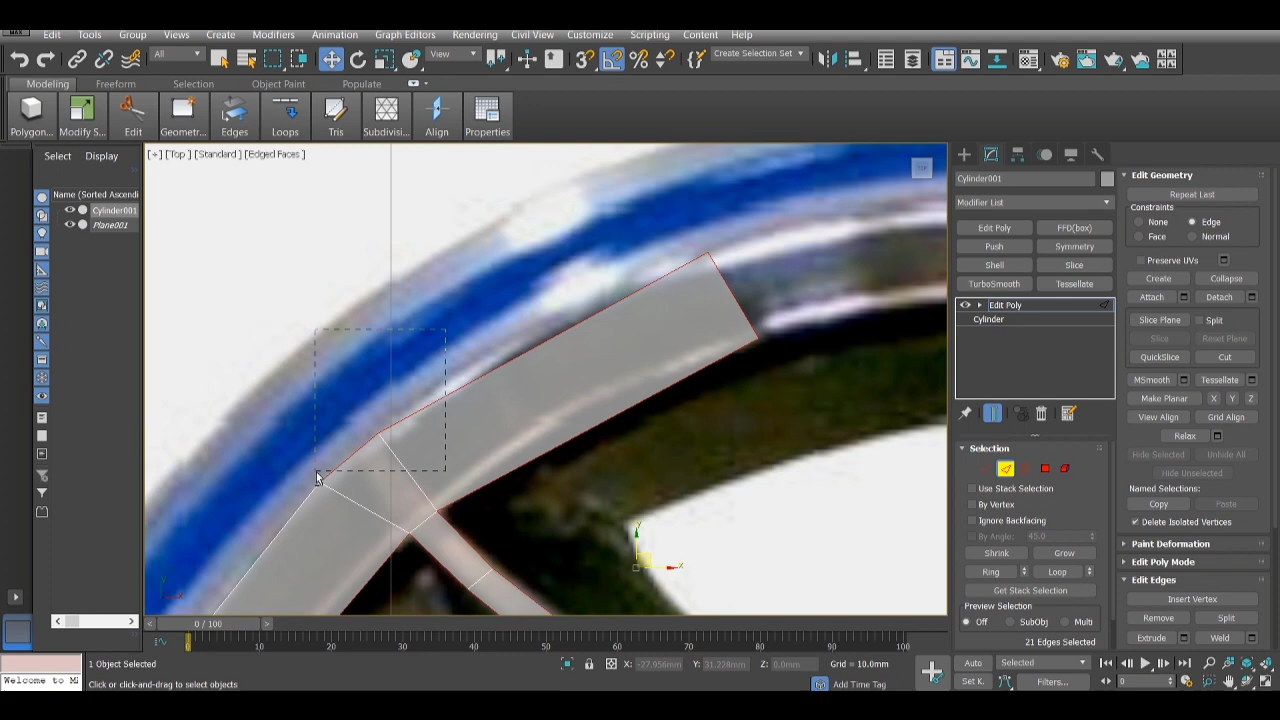 MAX
Edit Tools Group Views Create Modifiers Animation Graph Editors Rendering Civil View Customize Scripting Content Help
All View Create Selection Set
Modeling Freeform Selection Object Paint Populate
Polygon... Modify S... Edit Geometr... Edges Loops Tris Subdivisi... Align Properties
Select Display
Name (Sorted Ascendi
Cylinder001
Plane001
[+] [Top ] [Standard ] [Edged Faces ]
Cylinder001
Modifier List
Edit Poly FFD(box)
Push Symmetry
Shell Slice
TurboSmooth Tessellate
Edit Poly
Cylinder
Selection
Use Stack Selection
By Vertex
Ignore Backfacing
By Angle: 45.0
Shrink Grow
Ring Loop
Get Stack Selection
Preview Selection
Off SubObj Multi
21 Edges Selected
Edit Geometry
Repeat Last
Constraints
None Edge
Face Normal
Preserve UVs
Create Collapse
Attach Detach
Slice Plane Split
Slice Reset Plane
QuickSlice Cut
MSmooth Tessellate
Make Planar X Y Z
View Align Grid Align
Relax
Hide Selected Unhide All
Hide Unselected
Named Selections:
Copy Paste
Delete Isolated Vertices
Paint Deformation
Edit Poly Mode
Edit Edges
Insert Vertex
Remove Split
Extrude Weld
0 / 100
0 10 20 30 40 50 60 70 80 90 100
1 Object Selected
X: -27.956mm Y: 31.228mm Z: 0.0mm Grid = 10.0mm
Auto Selected
Welcome to M
Click or click-and-drag to select objects
Add Time Tag
Set K. Filters... 0